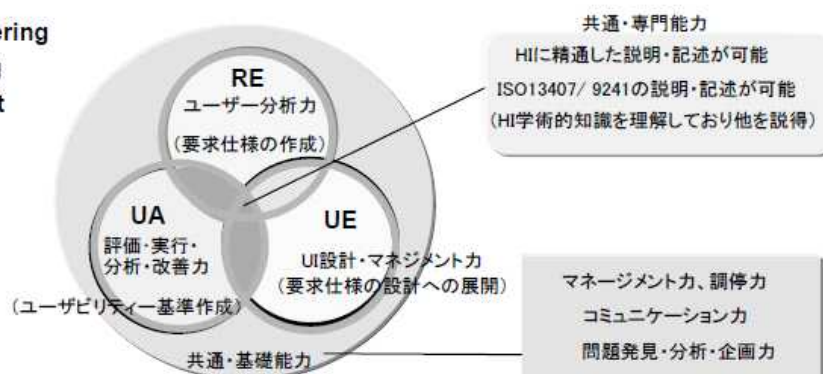 ering
g
t
RE
ユーザー分析力
(要求仕様の作成)
UA
評価・実行・
分析・改善力
(ユーザビリティー基準作成)
UE
UI設計・マネジメント力
(要求仕様の設計への展開)
共通・基礎能力
共通・専門能力
HIに精通した説明・記述が可能
ISO13407/ 9241の説明・記述が可能
(HI学術的知識を理解しており他を説得)
マネージメント力、調停力
コミュニケーション力
問題発見・分析・企画力